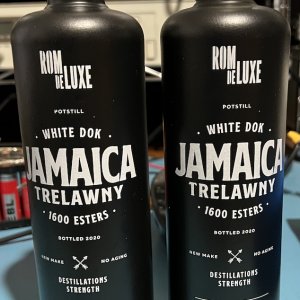 ROM
DE LUXE
POTSTILL
· WHITE DOK ·
JAMAICA
TRELAWNY
· 1600 ESTERS ·
BOTTLED 2020
NEW MAKE NO AGING
DESTILLATIONS
STRENGTH
ROM
DE LUXE
POTSTILL
· WHITE DOK ·
JAMAICA
TRELAWNY
· 1600 ESTERS ·
BOTTLED 2020
NEW MAKE NO AGING
DESTILLATIONS
STRENGTH